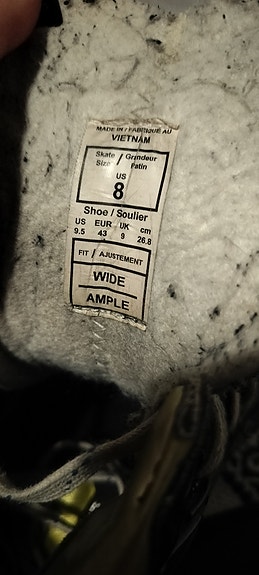 MADE IN / FABRIQUÉ AU
VIETNAM
Skate / Grandeur
Size Patin
US
8
Shoe / Soulier
US EUR UK cm
9.5 43 9 26.8
FIT / AJUSTEMENT
WIDE
AMPLE